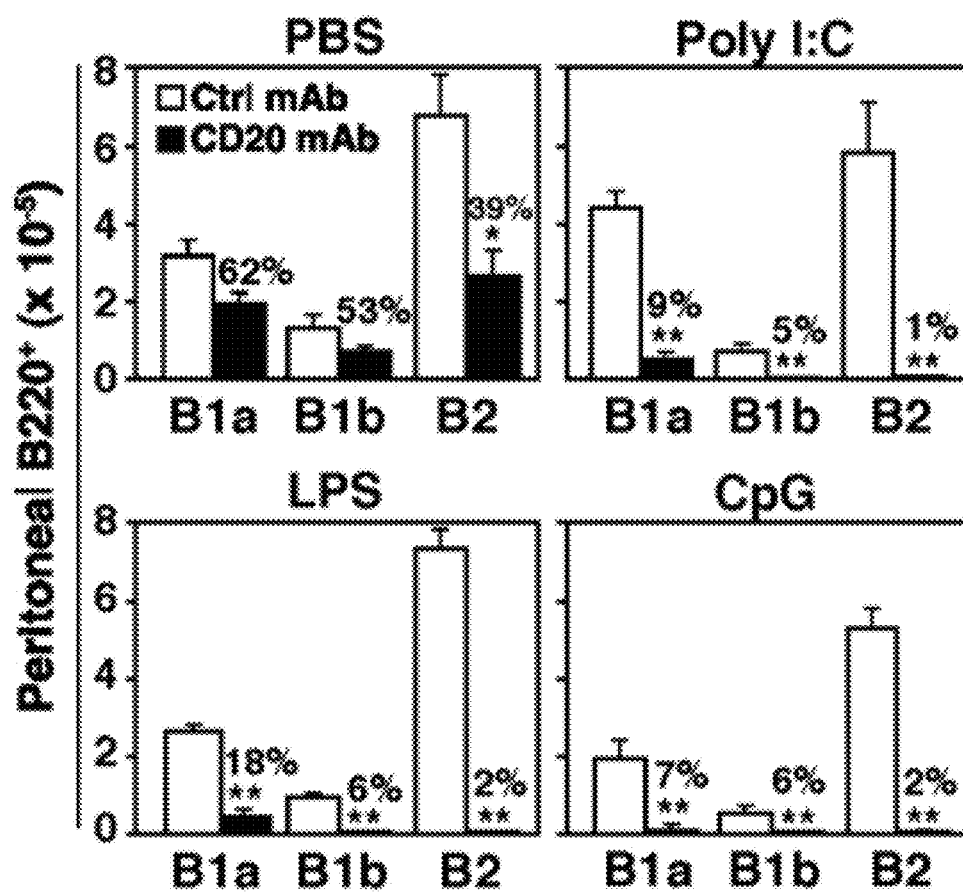 PBS
Poly I:C
Peritoneal B220⁺ (x 10⁻⁵)
8
6
4
2
0
Ctrl mAb
CD20 mAb
62%
53%
39%
*
9%
**
5%
**
1%
**
B1a B1b B2
B1a B1b B2
LPS
CpG
8
6
4
2
0
18%
**
6%
**
2%
**
7%
**
6%
**
2%
**
B1a B1b B2
B1a B1b B2